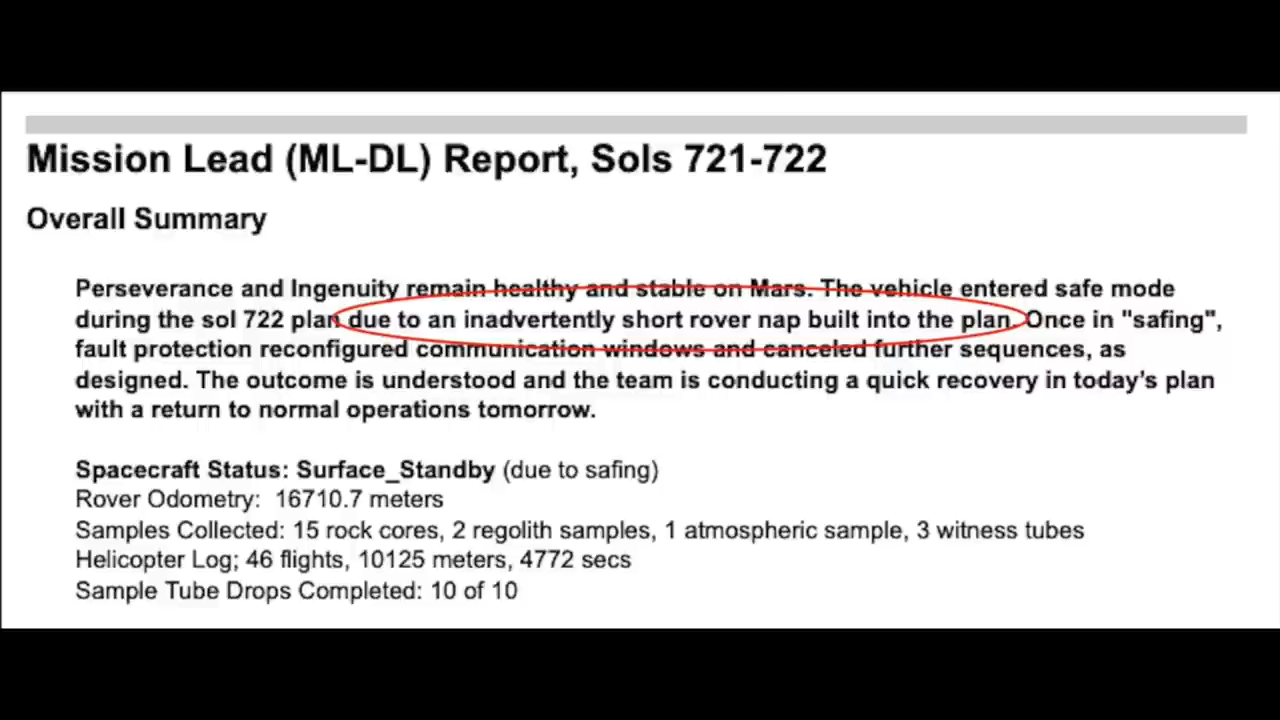 Mission Lead (ML-DL) Report, Sols 721-722
Overall Summary
Perseverance and Ingenuity remain healthy and stable on Mars. The vehicle entered safe mode
during the sol 722 plan due to an inadvertently short rover nap built into the plan. Once in "safing",
fault protection reconfigured communication windows and canceled further sequences, as
designed. The outcome is understood and the team is conducting a quick recovery in today's plan
with a return to normal operations tomorrow.
Spacecraft Status: Surface_Standby (due to safing)
Rover Odometry: 16710.7 meters
Samples Collected: 15 rock cores, 2 regolith samples, 1 atmospheric sample, 3 witness tubes
Helicopter Log; 46 flights, 10125 meters, 4772 secs
Sample Tube Drops Completed: 10 of 10